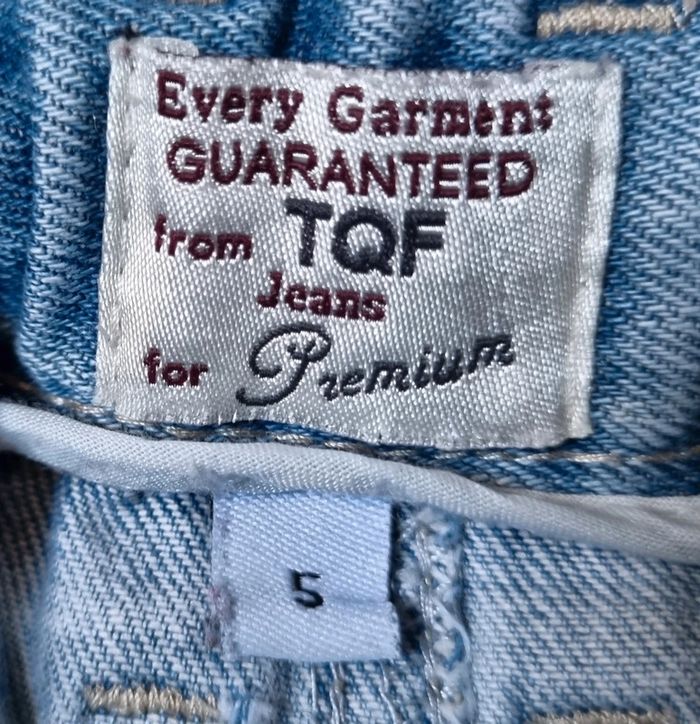 Every Garment
GUARANTEED
from TQF
Jeans
for Premium
5